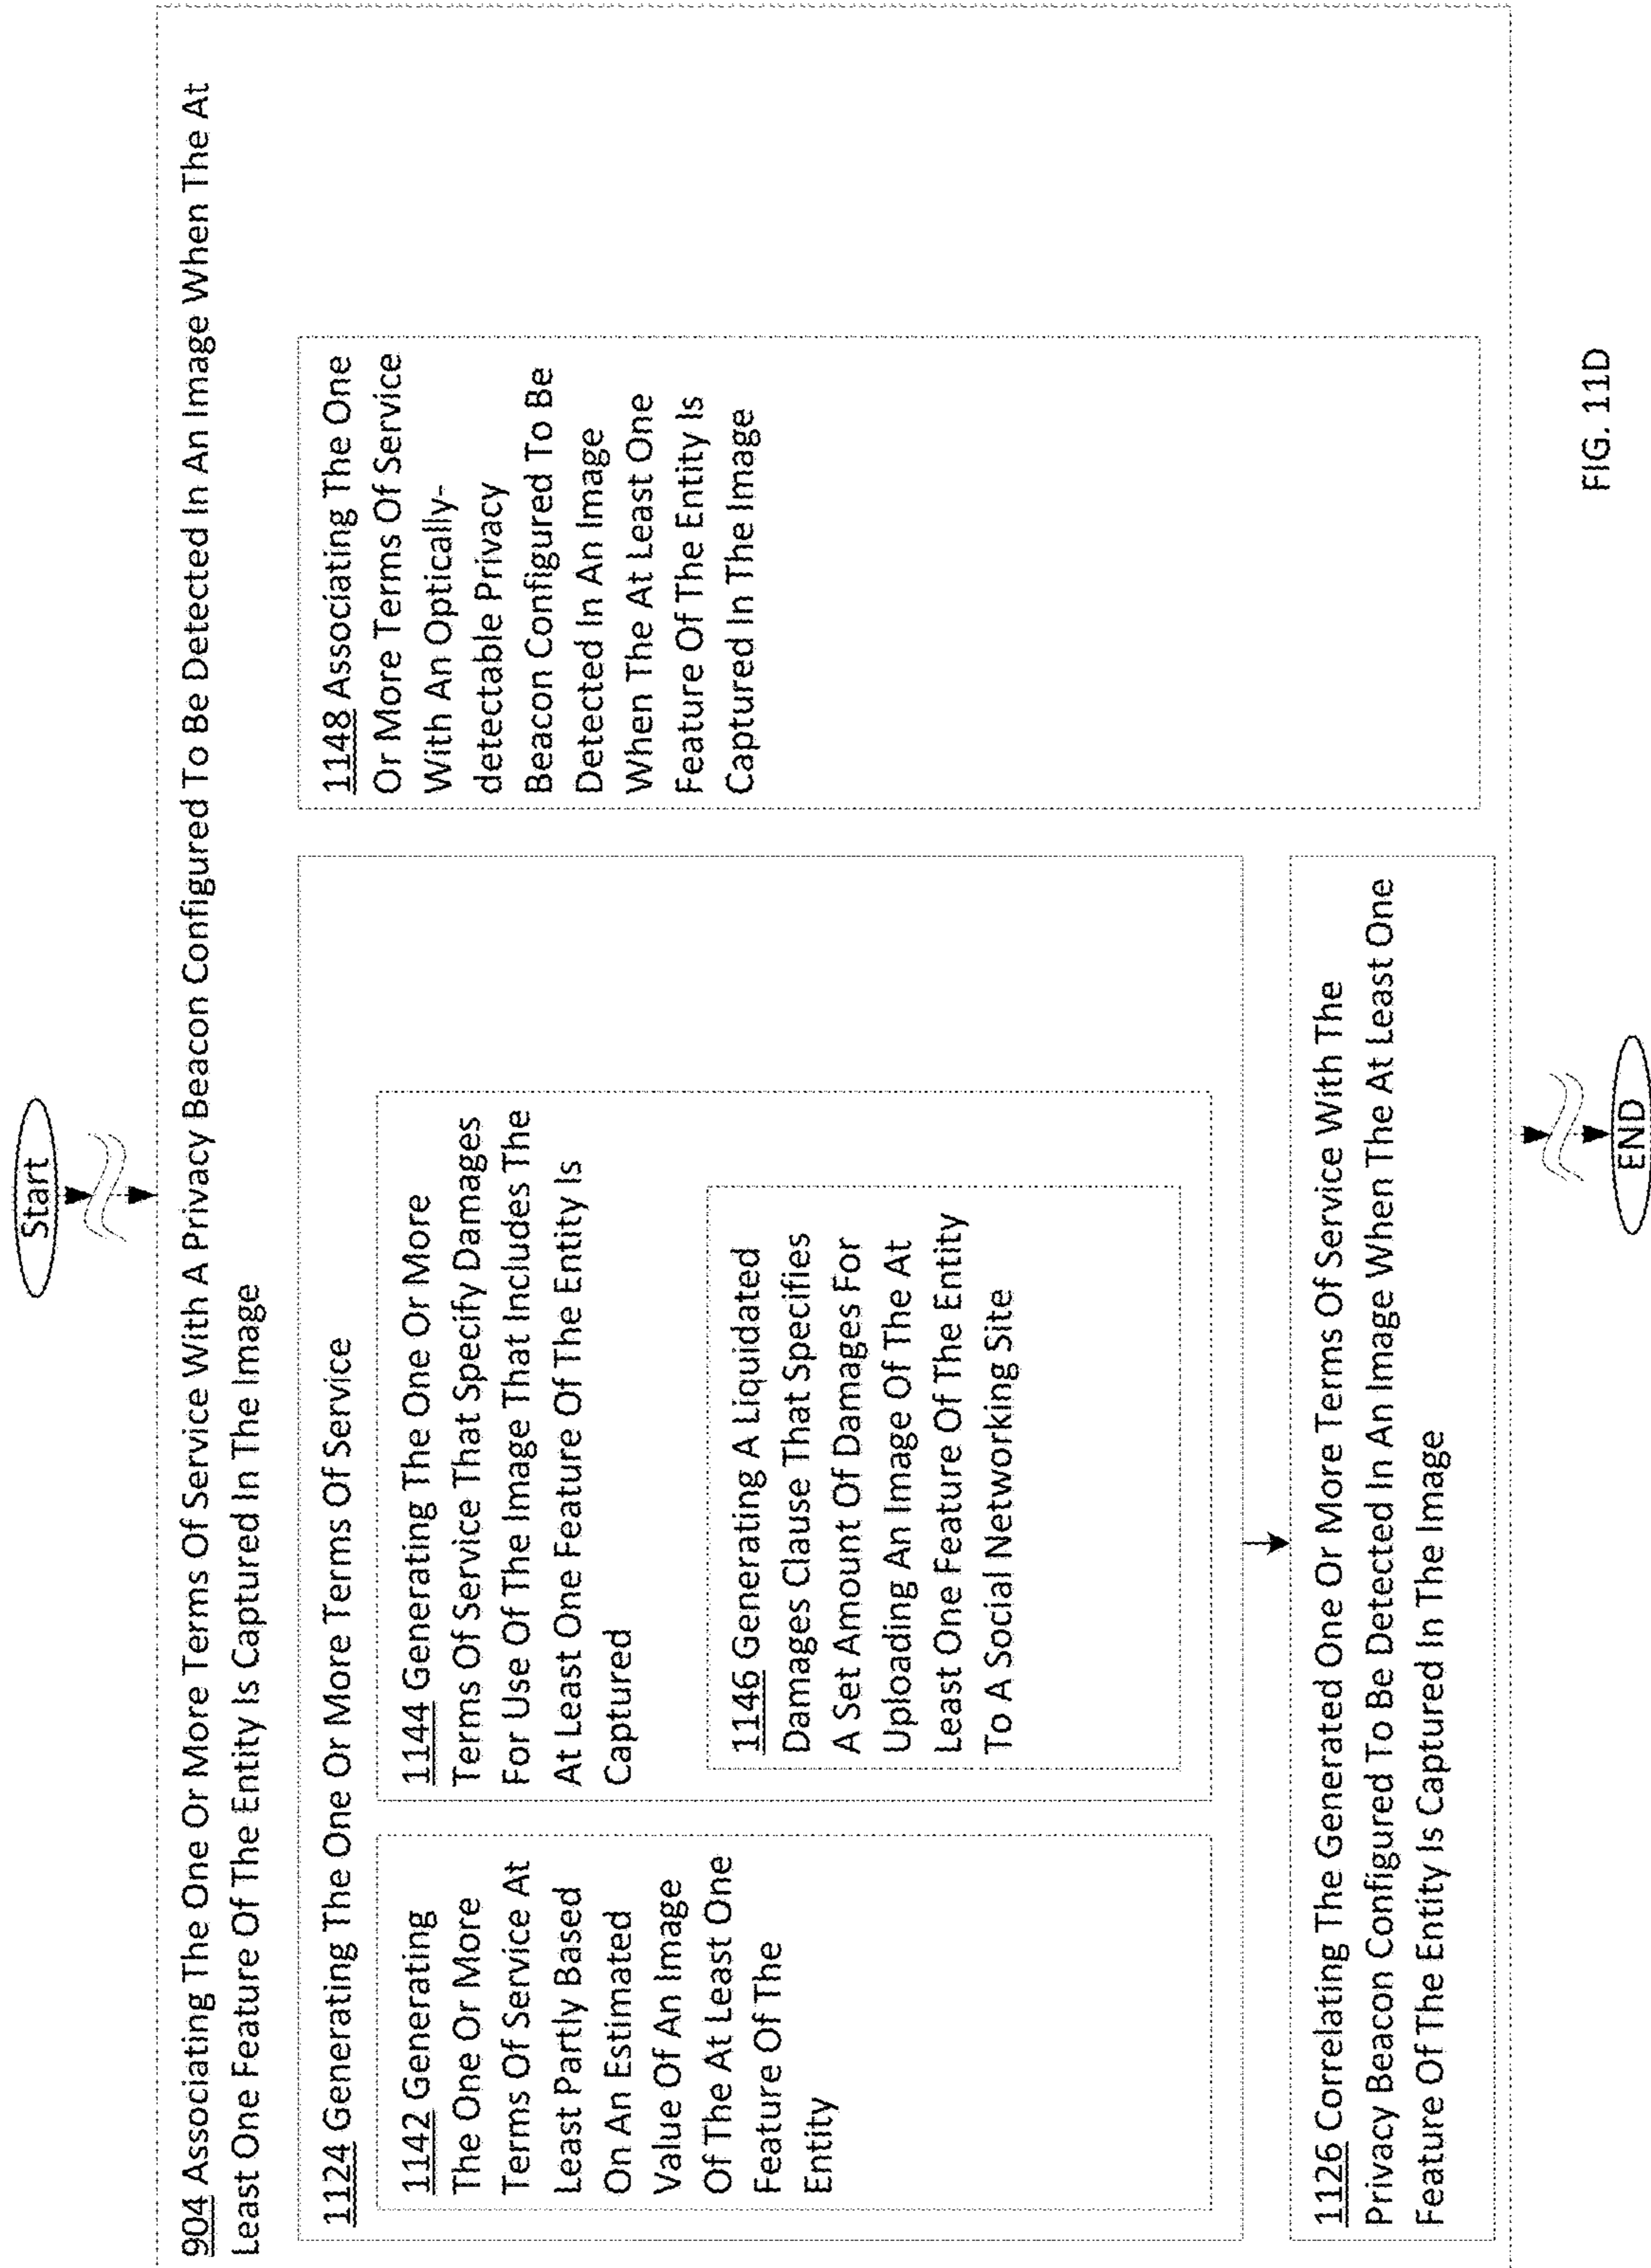 Start
904 Associating The One Or More Terms Of Service With A Privacy Beacon Configured To Be Detected In An Image When The At
Least One Feature Of The Entity Is Captured In The Image
1124 Generating The One Or More Terms Of Service
1142 Generating
The One Or More
Terms Of Service At
Least Partly Based
On An Estimated
Value Of An Image
Of The At Least One
Feature Of The
Entity
1144 Generating The One Or More
Terms Of Service That Specify Damages
For Use Of The Image That Includes The
At Least One Feature Of The Entity Is
Captured
1146 Generating A Liquidated
Damages Clause That Specifies
A Set Amount Of Damages For
Uploading An Image Of The At
Least One Feature Of The Entity
To A Social Networking Site
1148 Associating The One
Or More Terms Of Service
With An Optically-
detectable Privacy
Beacon Configured To Be
Detected In An Image
When The At Least One
Feature Of The Entity Is
Captured In The Image
1126 Correlating The Generated One Or More Terms Of Service With The
Privacy Beacon Configured To Be Detected In An Image When The At Least One
Feature Of The Entity Is Captured In The Image
END
FIG. 11D